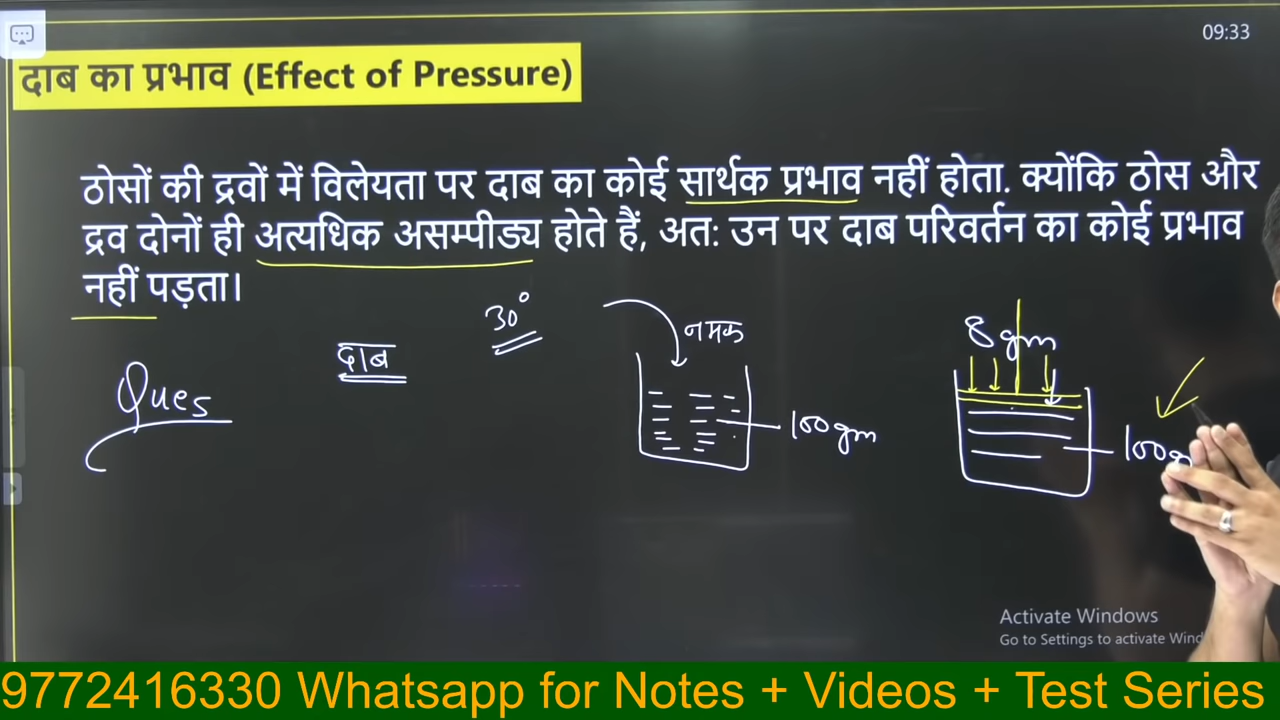 09:33
दाब का प्रभाव (Effect of Pressure)
ठोसों की द्रवों में विलेयता पर दाब का कोई सार्थक प्रभाव नहीं होता. क्योंकि ठोस और
द्रव दोनों ही अत्यधिक असम्पीड्य होते हैं, अत: उन पर दाब परिवर्तन का कोई प्रभाव
नहीं पड़ता।
Ques
दाब
30°
नमक
100gm
8gm
100g
Activate Windows
Go to Settings to activate Wind
9772416330 Whatsapp for Notes + Videos + Test Series